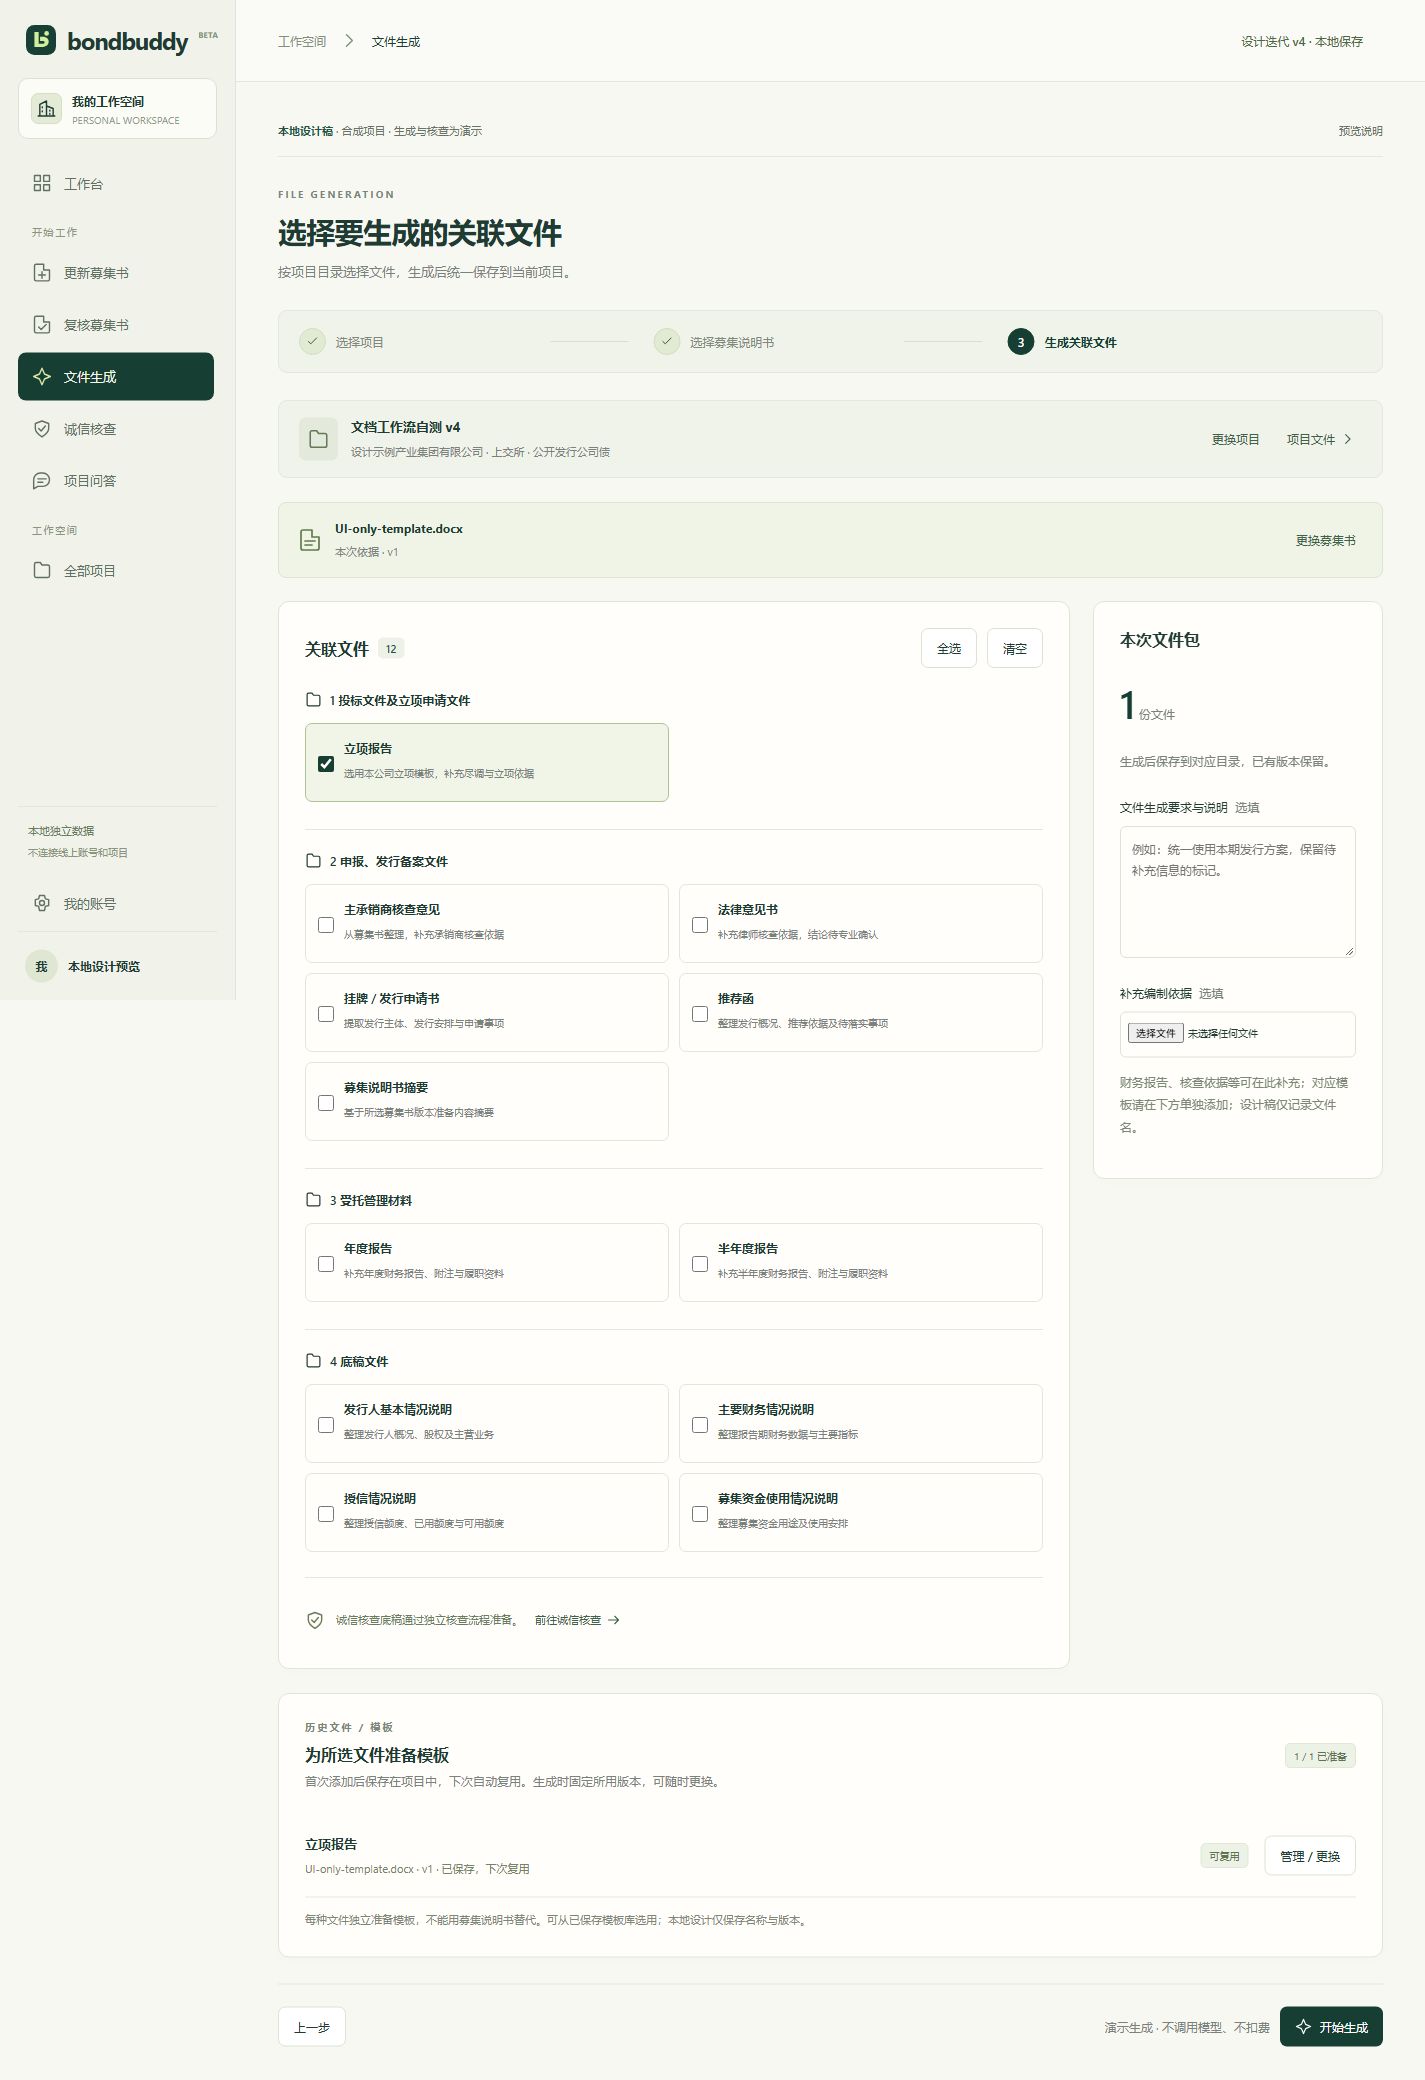 bondbuddy BETA
我的工作空间
PERSONAL WORKSPACE
工作台
开始工作
更新募集书
复核募集书
文件生成
诚信核查
项目问答
工作空间
全部项目
本地独立数据
不连接线上账号和项目
我的账号
我 本地设计预览
工作空间 文件生成
设计迭代 v4 · 本地保存
本地设计稿 · 合成项目 · 生成与核查为演示
预览说明
FILE GENERATION
选择要生成的关联文件
按项目目录选择文件，生成后统一保存到当前项目。
选择项目
选择募集说明书
3 生成关联文件
文档工作流自测 v4
设计示例产业集团有限公司 · 上交所 · 公开发行公司债
更换项目 项目文件
UI-only-template.docx
本次依据 · v1
更换募集书
关联文件 12
全选 清空
1 投标文件及立项申请文件
立项报告
选用本公司立项模板，补充尽调与立项依据
2 申报、发行备案文件
主承销商核查意见
从募集书整理，补充承销商核查依据
法律意见书
补充律师核查依据，结论待专业确认
挂牌 / 发行申请书
提取发行主体、发行安排与申请事项
推荐函
整理发行概况、推荐依据及待落实事项
募集说明书摘要
基于所选募集书版本准备内容摘要
3 受托管理材料
年度报告
补充年度财务报告、附注与履职资料
半年度报告
补充半年度财务报告、附注与履职资料
4 底稿文件
发行人基本情况说明
整理发行人概况、股权及主营业务
主要财务情况说明
整理报告期财务数据与主要指标
授信情况说明
整理授信额度、已用额度与可用额度
募集资金使用情况说明
整理募集资金用途及使用安排
诚信核查底稿通过独立核查流程准备。 前往诚信核查
本次文件包
1 份文件
生成后保存到对应目录，已有版本保留。
文件生成要求与说明 选填
例如：统一使用本期发行方案，保留待
补充信息的标记。
补充编制依据 选填
选择文件 未选择任何文件
财务报告、核查依据等可在此补充；对应模
板请在下方单独添加；设计稿仅记录文件
名。
历史文件 / 模板
为所选文件准备模板
首次添加后保存在项目中，下次自动复用。生成时固定所用版本，可随时更换。
1 / 1 已准备
立项报告
UI-only-template.docx · v1 · 已保存，下次复用
可复用 管理 / 更换
每种文件独立准备模板，不能用募集说明书替代。可从已保存模板库选用；本地设计仅保存名称与版本。
上一步
演示生成 · 不调用模型、不扣费
开始生成